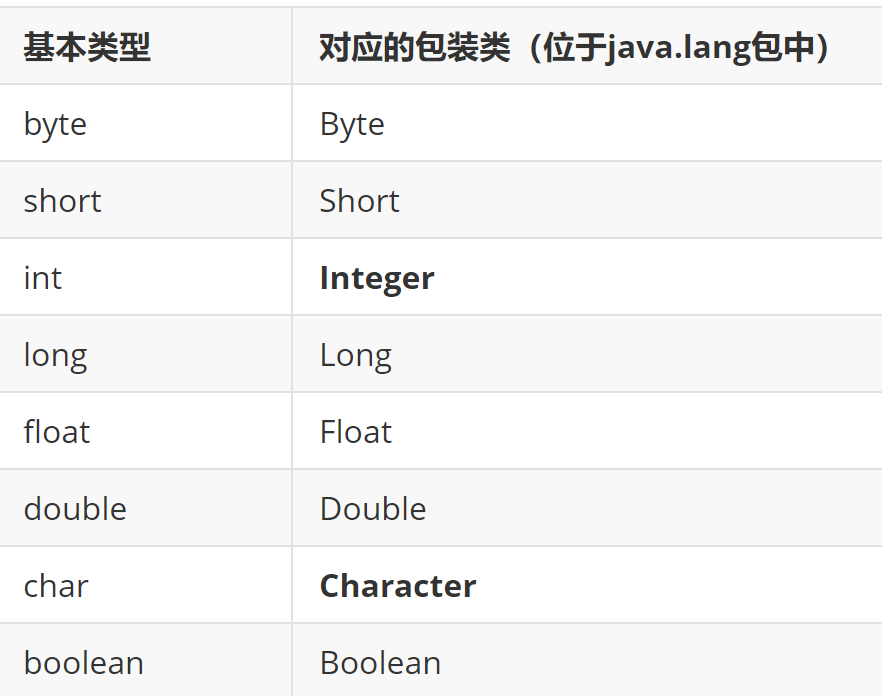 基本类型 对应的包装类（位于java.lang包中）
byte Byte
short Short
int Integer
long Long
float Float
double Double
char Character
boolean Boolean